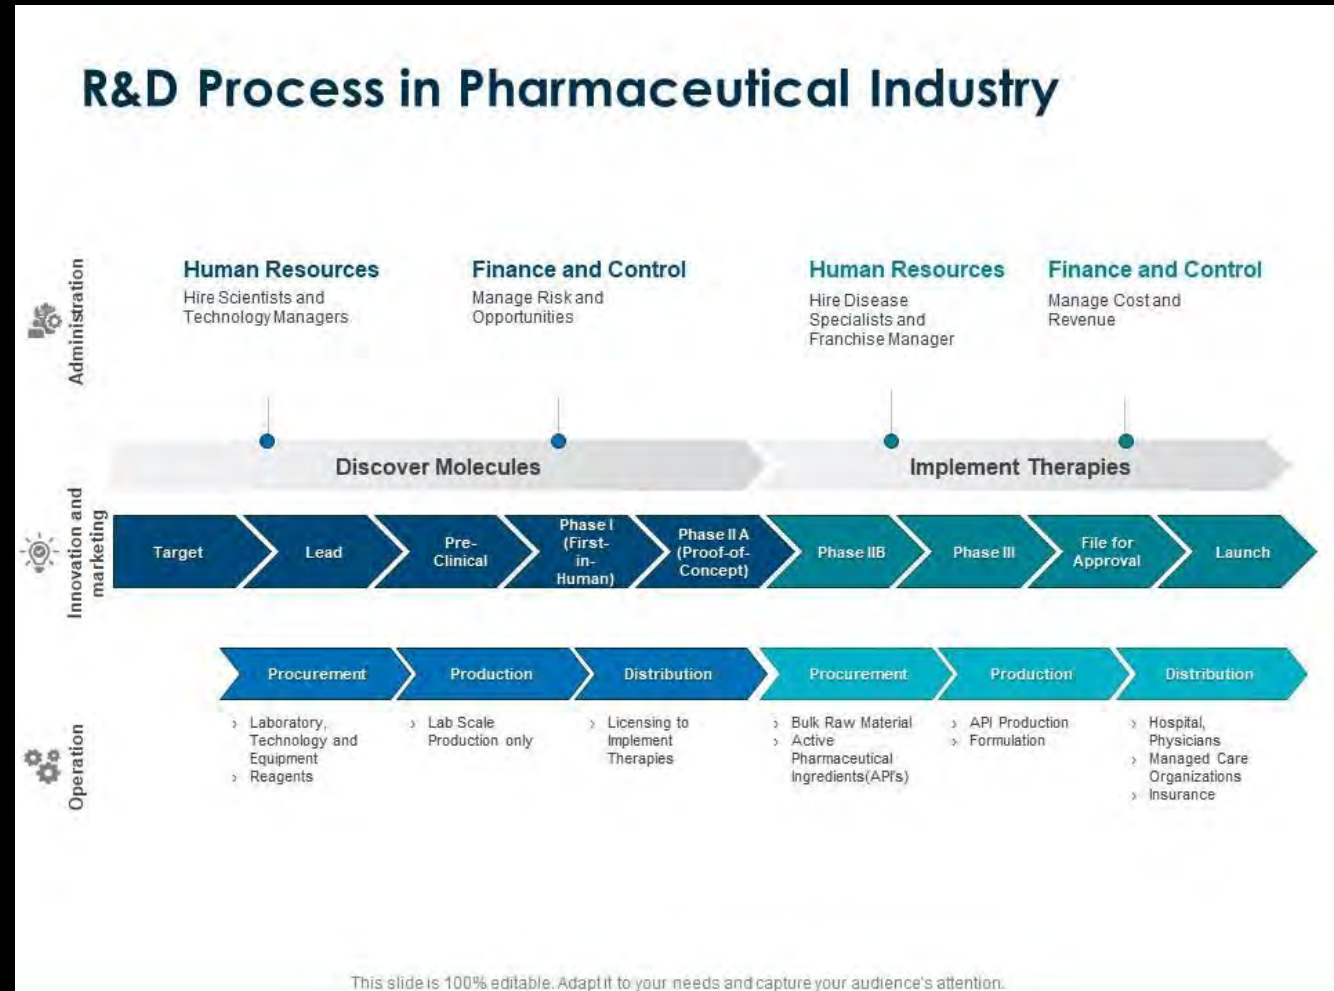 R&D Process in Pharmaceutical Industry
Administration
Human Resources
Hire Scientists and
Technology Managers
Finance and Control
Manage Risk and
Opportunities
Human Resources
Hire Disease
Specialists and
Franchise Manager
Finance and Control
Manage Cost and
Revenue
Discover Molecules
Implement Therapies
Innovation and
marketing
Target
Lead
Pre-
Clinical
Phase I
(First-
in-
Human)
Phase II A
(Proof-of-
Concept)
Phase IIB
Phase III
File for
Approval
Launch
Operation
Procurement
› Laboratory,
Technology and
Equipment
› Reagents
Production
› Lab Scale
Production only
Distribution
› Licensing to
Implement
Therapies
Procurement
› Bulk Raw Material
› Active
Pharmaceutical
Ingredients(API's)
Production
› API Production
› Formulation
Distribution
› Hospital,
Physicians
› Managed Care
Organizations
› Insurance
This slide is 100% editable. Adapt it to your needs and capture your audience's attention.